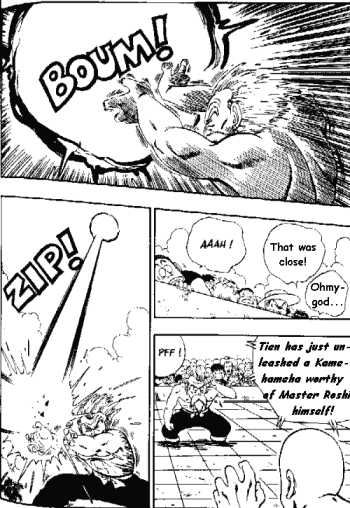 BOUM!
ZIP!
AAAH!
That was
close!
Ohmy-
god...
PFF!
Tien has just un-
leashed a Kame-
hameha worthy
of Master Roshi
himself!